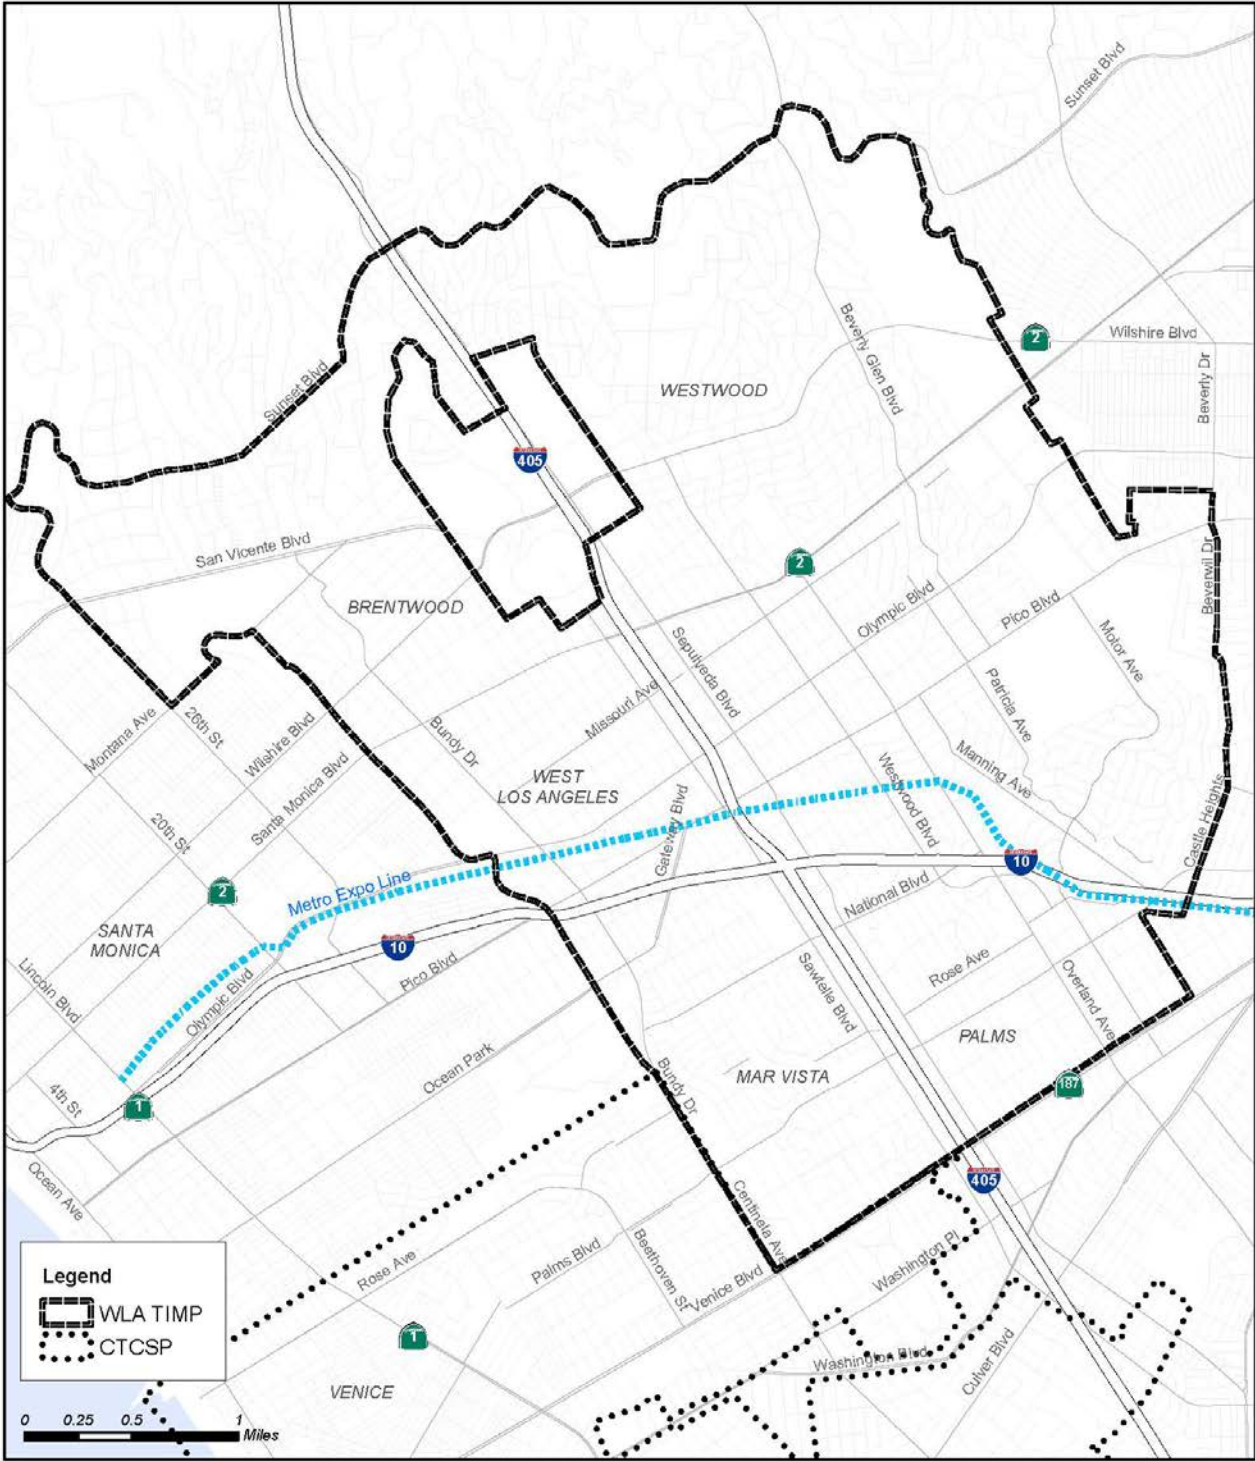 Sunset Blvd
2
Wilshire Blvd
Beverly Glen Blvd
Beverly Dr
WESTWOOD
Sunset Blvd
405
San Vicente Blvd
2
BRENTWOOD
Olympic Blvd
Pico Blvd
Beverwil Dr
Motor Ave
Sepulveda Blvd
Missouri Ave
Patricia Ave
Montana Ave
26th St
Wilshire Blvd
Bundy Dr
Santa Monica Blvd
WEST
LOS ANGELES
Manning Ave
Westwood Blvd
20th St
Gateway Blvd
Castle Heights
10
Metro Expo Line
2
National Blvd
SANTA
MONICA
10
Pico Blvd
Rose Ave
Lincoln Blvd
Olympic Blvd
Sawtelle Blvd
Overland Ave
PALMS
Ocean Park
MAR VISTA
187
Bundy Dr
4th St
1
Ocean Ave
405
Centinela Ave
Rose Ave
Palms Blvd
Beethoven St
Venice Blvd
Washington Pl
Legend
WLA TIMP
CTCSP
1
Washington Blvd
Culver Blvd
VENICE
0 0.25 0.5 1
Miles